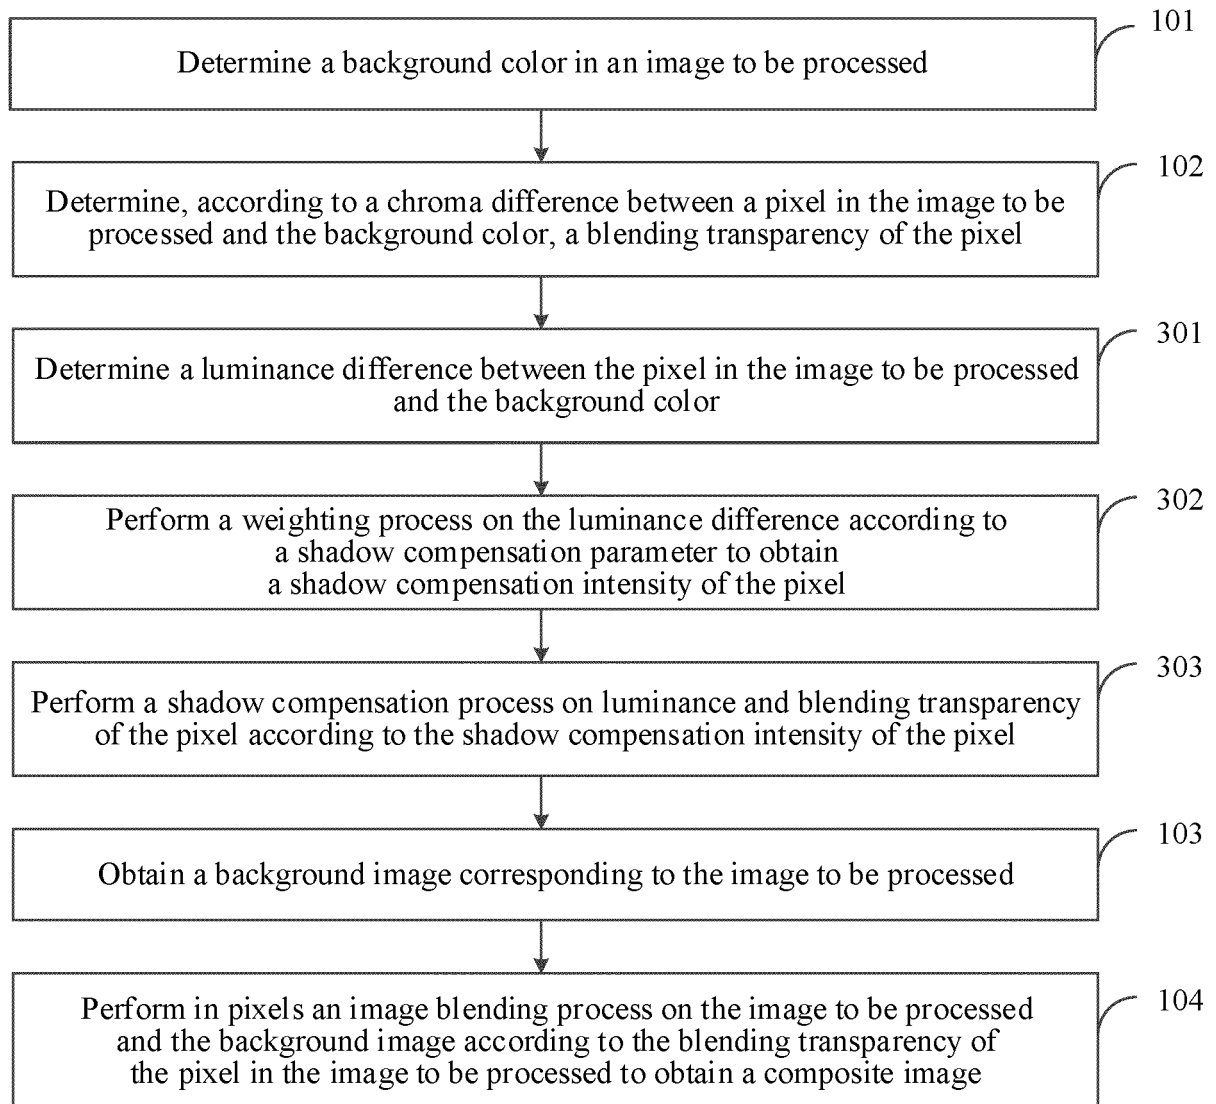 101
Determine a background color in an image to be processed
102
Determine, according to a chroma difference between a pixel in the image to be
processed and the background color, a blending transparency of the pixel
301
Determine a luminance difference between the pixel in the image to be processed
and the background color
302
Perform a weighting process on the luminance difference according to
a shadow compensation parameter to obtain
a shadow compensation intensity of the pixel
303
Perform a shadow compensation process on luminance and blending transparency
of the pixel according to the shadow compensation intensity of the pixel
103
Obtain a background image corresponding to the image to be processed
104
Perform in pixels an image blending process on the image to be processed
and the background image according to the blending transparency of
the pixel in the image to be processed to obtain a composite image